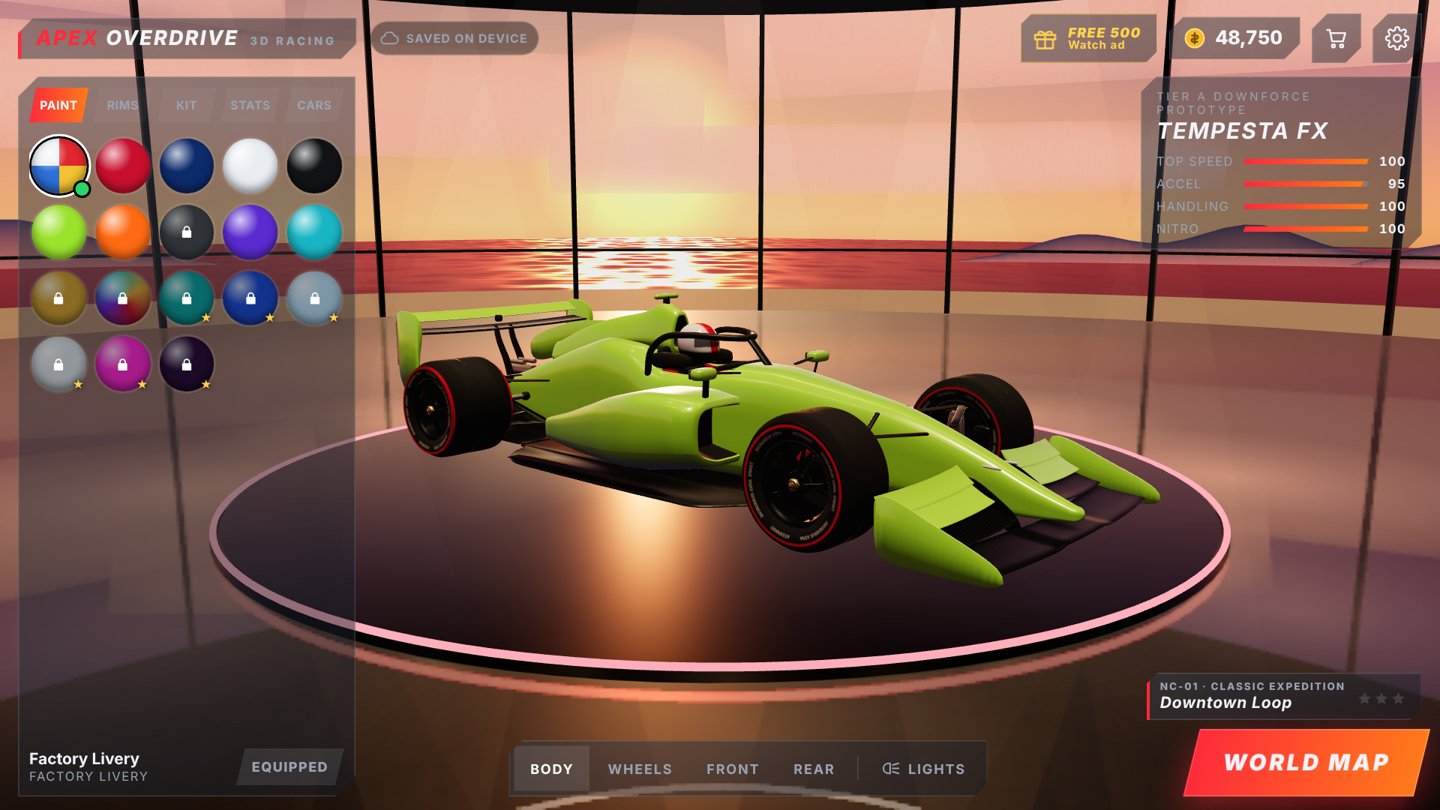 APEX OVERDRIVE 3D RACING
SAVED ON DEVICE
FREE 500
Watch ad
48,750
PAINT RIMS KIT STATS CARS
TIER A DOWNFORCE
PROTOTYPE
TEMPESTA FX
TOP SPEED 100
ACCEL 95
HANDLING 100
NITRO 100
NC-01 · CLASSIC EXPEDITION
Downtown Loop
Factory Livery
FACTORY LIVERY
EQUIPPED
BODY WHEELS FRONT REAR LIGHTS
WORLD MAP